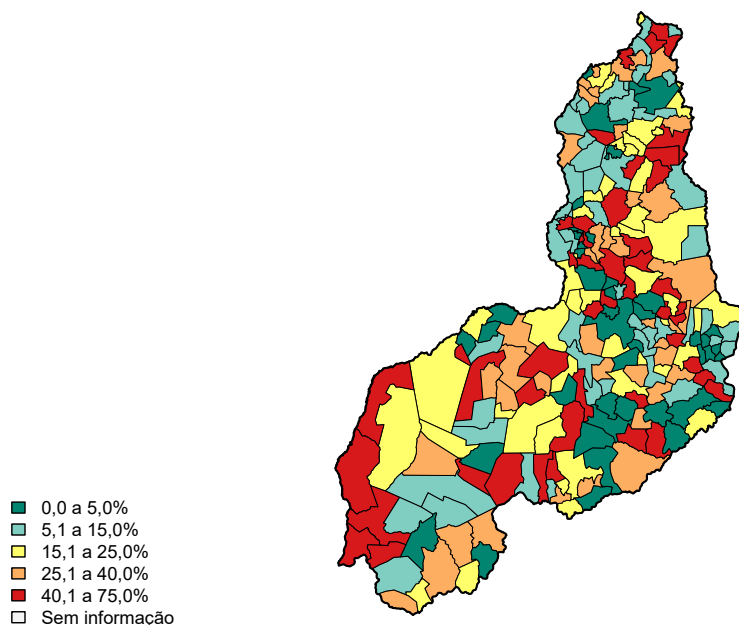 0,0 a 5,0%
5,1 a 15,0%
15,1 a 25,0%
25,1 a 40,0%
40,1 a 75,0%
Sem informação